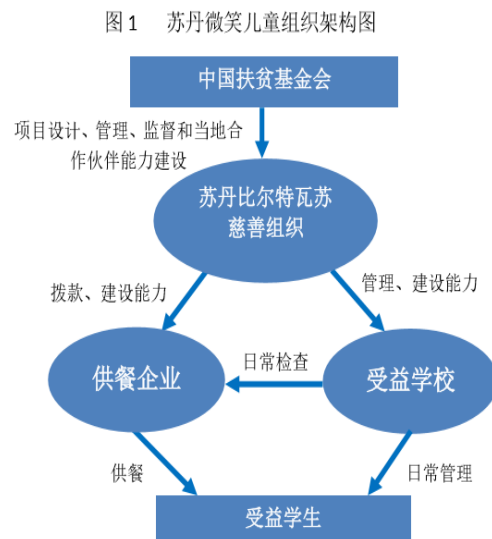 图 1 苏丹微笑儿童组织架构图
中国扶贫基金会
项目设计、管理、监督和当地合
作伙伴能力建设
苏丹比尔特瓦苏
慈善组织
拨款、建设能力
管理、建设能力
供餐企业
日常检查
受益学校
供餐
日常管理
受益学生